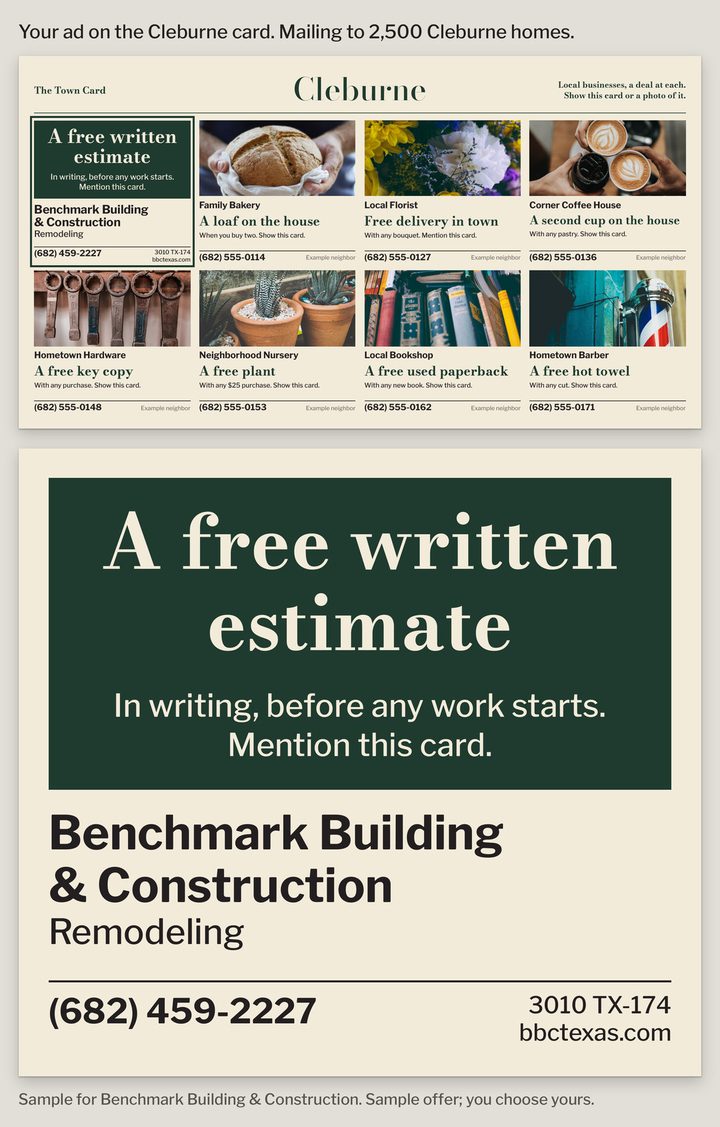 Your ad on the Cleburne card. Mailing to 2,500 Cleburne homes.
The Town Card
Cleburne
Local businesses, a deal at each.
Show this card or a photo of it.
A free written
estimate
In writing, before any work starts.
Mention this card.
Benchmark Building
& Construction
Remodeling
(682) 459-2227
3010 TX-174
bbctexas.com
Family Bakery
A loaf on the house
When you buy two. Show this card.
(682) 555-0114
Example neighbor
Local Florist
Free delivery in town
With any bouquet. Mention this card.
(682) 555-0127
Example neighbor
Corner Coffee House
A second cup on the house
With any pastry. Show this card.
(682) 555-0136
Example neighbor
Hometown Hardware
A free key copy
With any purchase. Show this card.
(682) 555-0148
Example neighbor
Neighborhood Nursery
A free plant
With any $25 purchase. Show this card.
(682) 555-0153
Example neighbor
Local Bookshop
A free used paperback
With any new book. Show this card.
(682) 555-0162
Example neighbor
Hometown Barber
A free hot towel
With any cut. Show this card.
(682) 555-0171
Example neighbor
A free written
estimate
In writing, before any work starts.
Mention this card.
Benchmark Building
& Construction
Remodeling
(682) 459-2227
3010 TX-174
bbctexas.com
Sample for Benchmark Building & Construction. Sample offer; you choose yours.